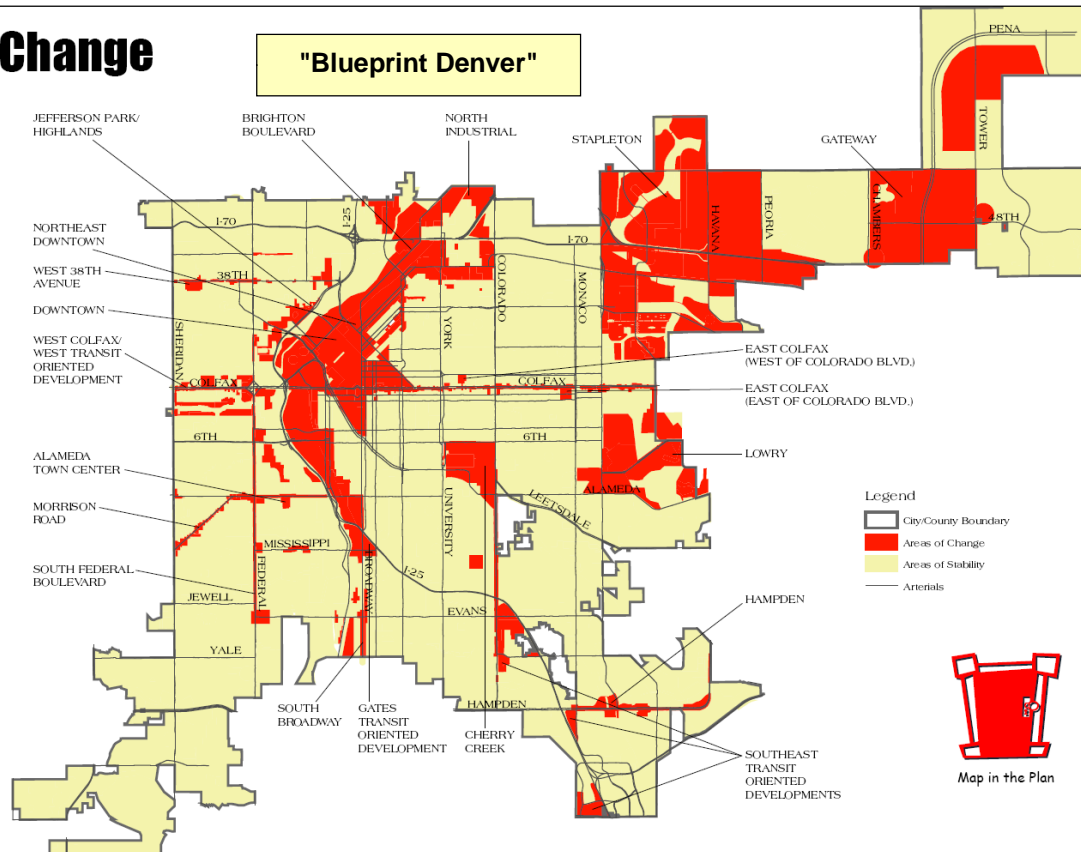 Change
"Blueprint Denver"
PENA
JEFFERSON PARK/
HIGHLANDS
BRIGHTON
BOULEVARD
NORTH
INDUSTRIAL
STAPLETON
GATEWAY
TOWER
NORTHEAST
DOWNTOWN
I-70
I-25
I-70
HAVANA
PEORIA
CHAMBERS
48TH
WEST 38TH
AVENUE
38TH
COLORADO
MONACO
DOWNTOWN
SHERIDAN
YORK
WEST COLFAX/
WEST TRANSIT
ORIENTED
DEVELOPMENT
COLFAX
COLFAX
EAST COLFAX
(WEST OF COLORADO BLVD.)
EAST COLFAX
(EAST OF COLORADO BLVD.)
6TH
6TH
LOWRY
ALAMEDA
TOWN CENTER
ALAMEDA
UNIVERSITY
LEETSDALE
MORRISON
ROAD
MISSISSIPPI
FEDERAL
BROADWAY
I-25
SOUTH FEDERAL
BOULEVARD
JEWELL
EVANS
YALE
HAMPDEN
HAMPDEN
SOUTH
BROADWAY
GATES
TRANSIT
ORIENTED
DEVELOPMENT
CHERRY
CREEK
SOUTHEAST
TRANSIT
ORIENTED
DEVELOPMENTS
Legend
City/County Boundary
Areas of Change
Areas of Stability
Arterials
Map in the Plan